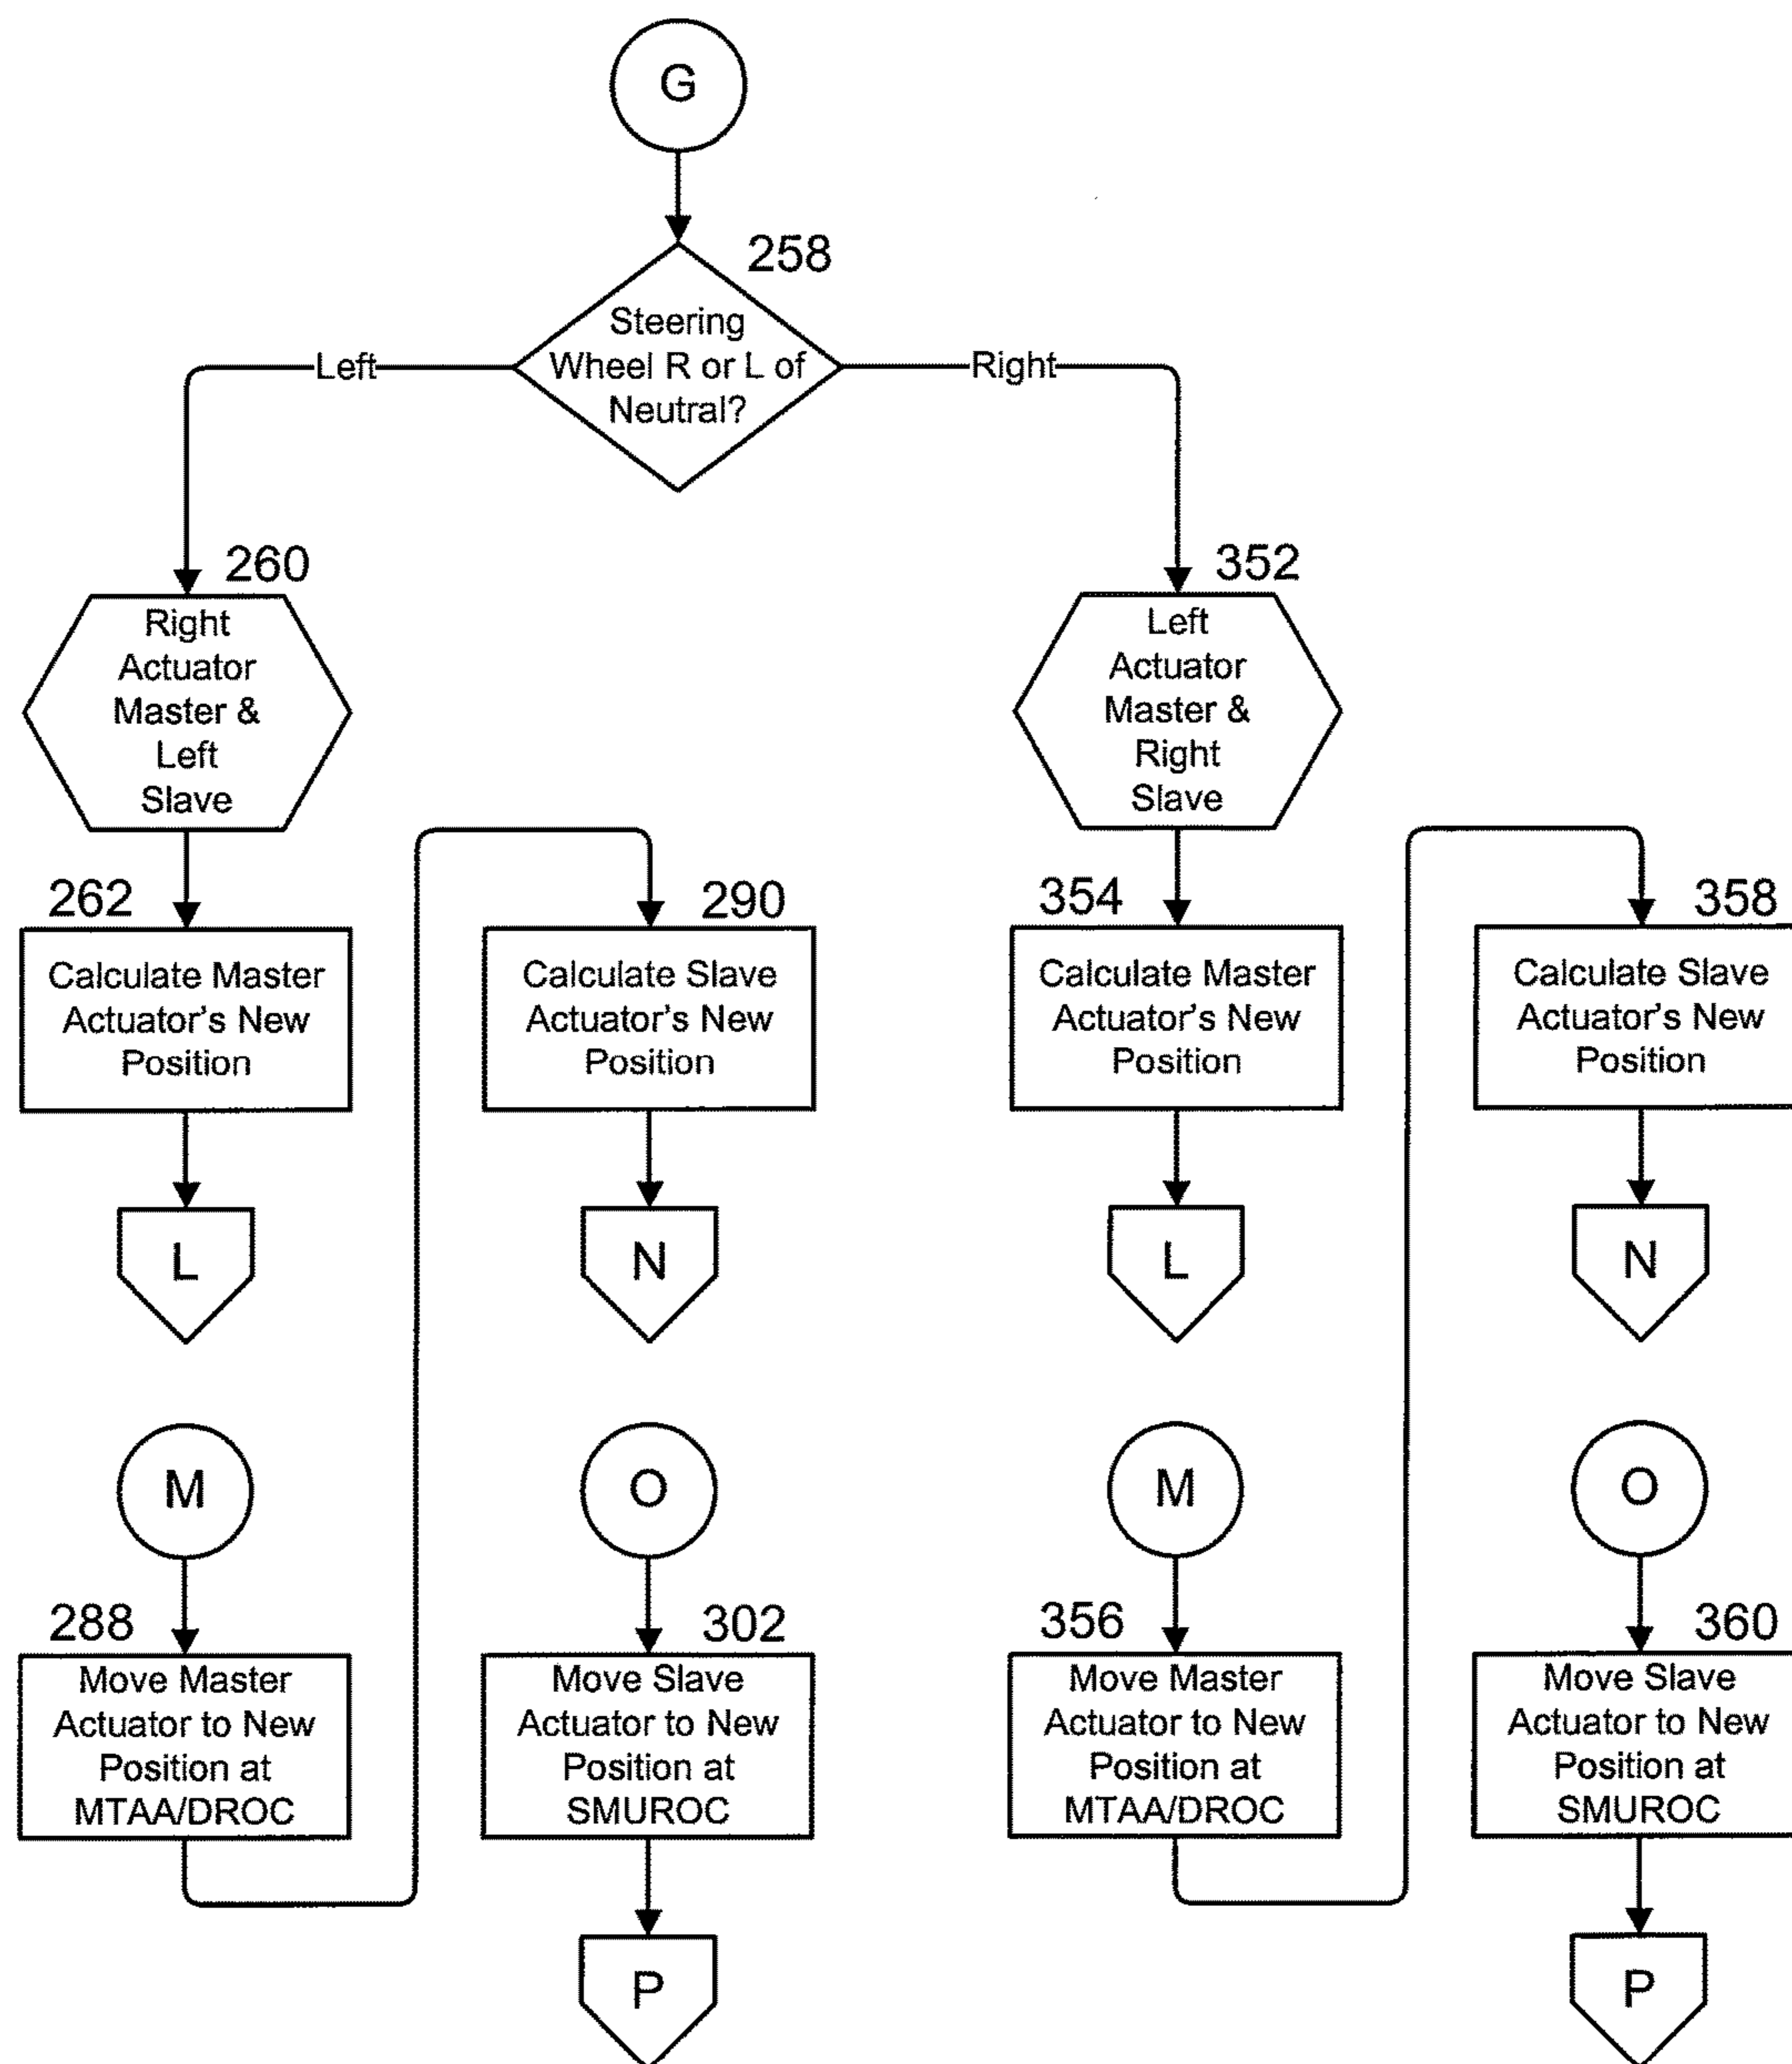 G
258
Steering
Wheel R or L of
Neutral?
Left
Right
260
Right
Actuator
Master &
Left
Slave
352
Left
Actuator
Master &
Right
Slave
262
Calculate Master
Actuator's New
Position
290
Calculate Slave
Actuator's New
Position
354
Calculate Master
Actuator's New
Position
358
Calculate Slave
Actuator's New
Position
L
N
L
N
M
O
M
O
288
Move Master
Actuator to New
Position at
MTAA/DROC
302
Move Slave
Actuator to New
Position at
SMUROC
356
Move Master
Actuator to New
Position at
MTAA/DROC
360
Move Slave
Actuator to New
Position at
SMUROC
P
P